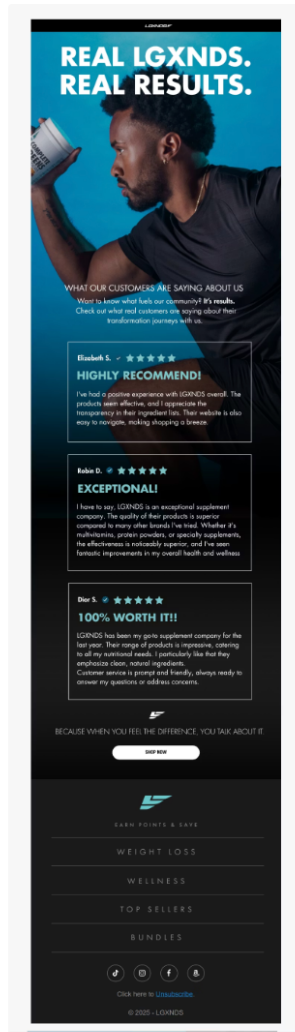 LGXNDS
REAL LGXNDS.
REAL RESULTS.
WHAT OUR CUSTOMERS ARE SAYING ABOUT US
Want to know what fuels our community? It's results.
Check out what real customers are saying about their
transformation journeys with us.
Elizabeth S.
HIGHLY RECOMMEND!
I've had a positive experience with LGXNDS overall. The
products seem effective, and I appreciate the
transparency in their ingredient lists. Their website is also
easy to navigate, making shopping a breeze.
Robin D.
EXCEPTIONAL!
I have to say, LGXNDS is an exceptional supplement
company. The quality of their products is superior
compared to many other brands I've tried. Whether it's
multivitamins, protein powders, or specialty supplements,
the effectiveness is noticeably superior, and I've seen
fantastic improvements in my overall health and wellness
Dior S.
100% WORTH IT!!
LGXNDS has been my go-to supplement company for the
last year. Their range of products is impressive, catering
to all my nutritional needs. I particularly like that they
emphasize clean, natural ingredients.
Customer service is prompt and friendly, always ready to
answer my questions or address concerns.
BECAUSE WHEN YOU FEEL THE DIFFERENCE, YOU TALK ABOUT IT.
SHOP NOW
EARN POINTS & SAVE
WEIGHT LOSS
WELLNESS
TOP SELLERS
BUNDLES
Click here to Unsubscribe
© 2025 - LGXNDS